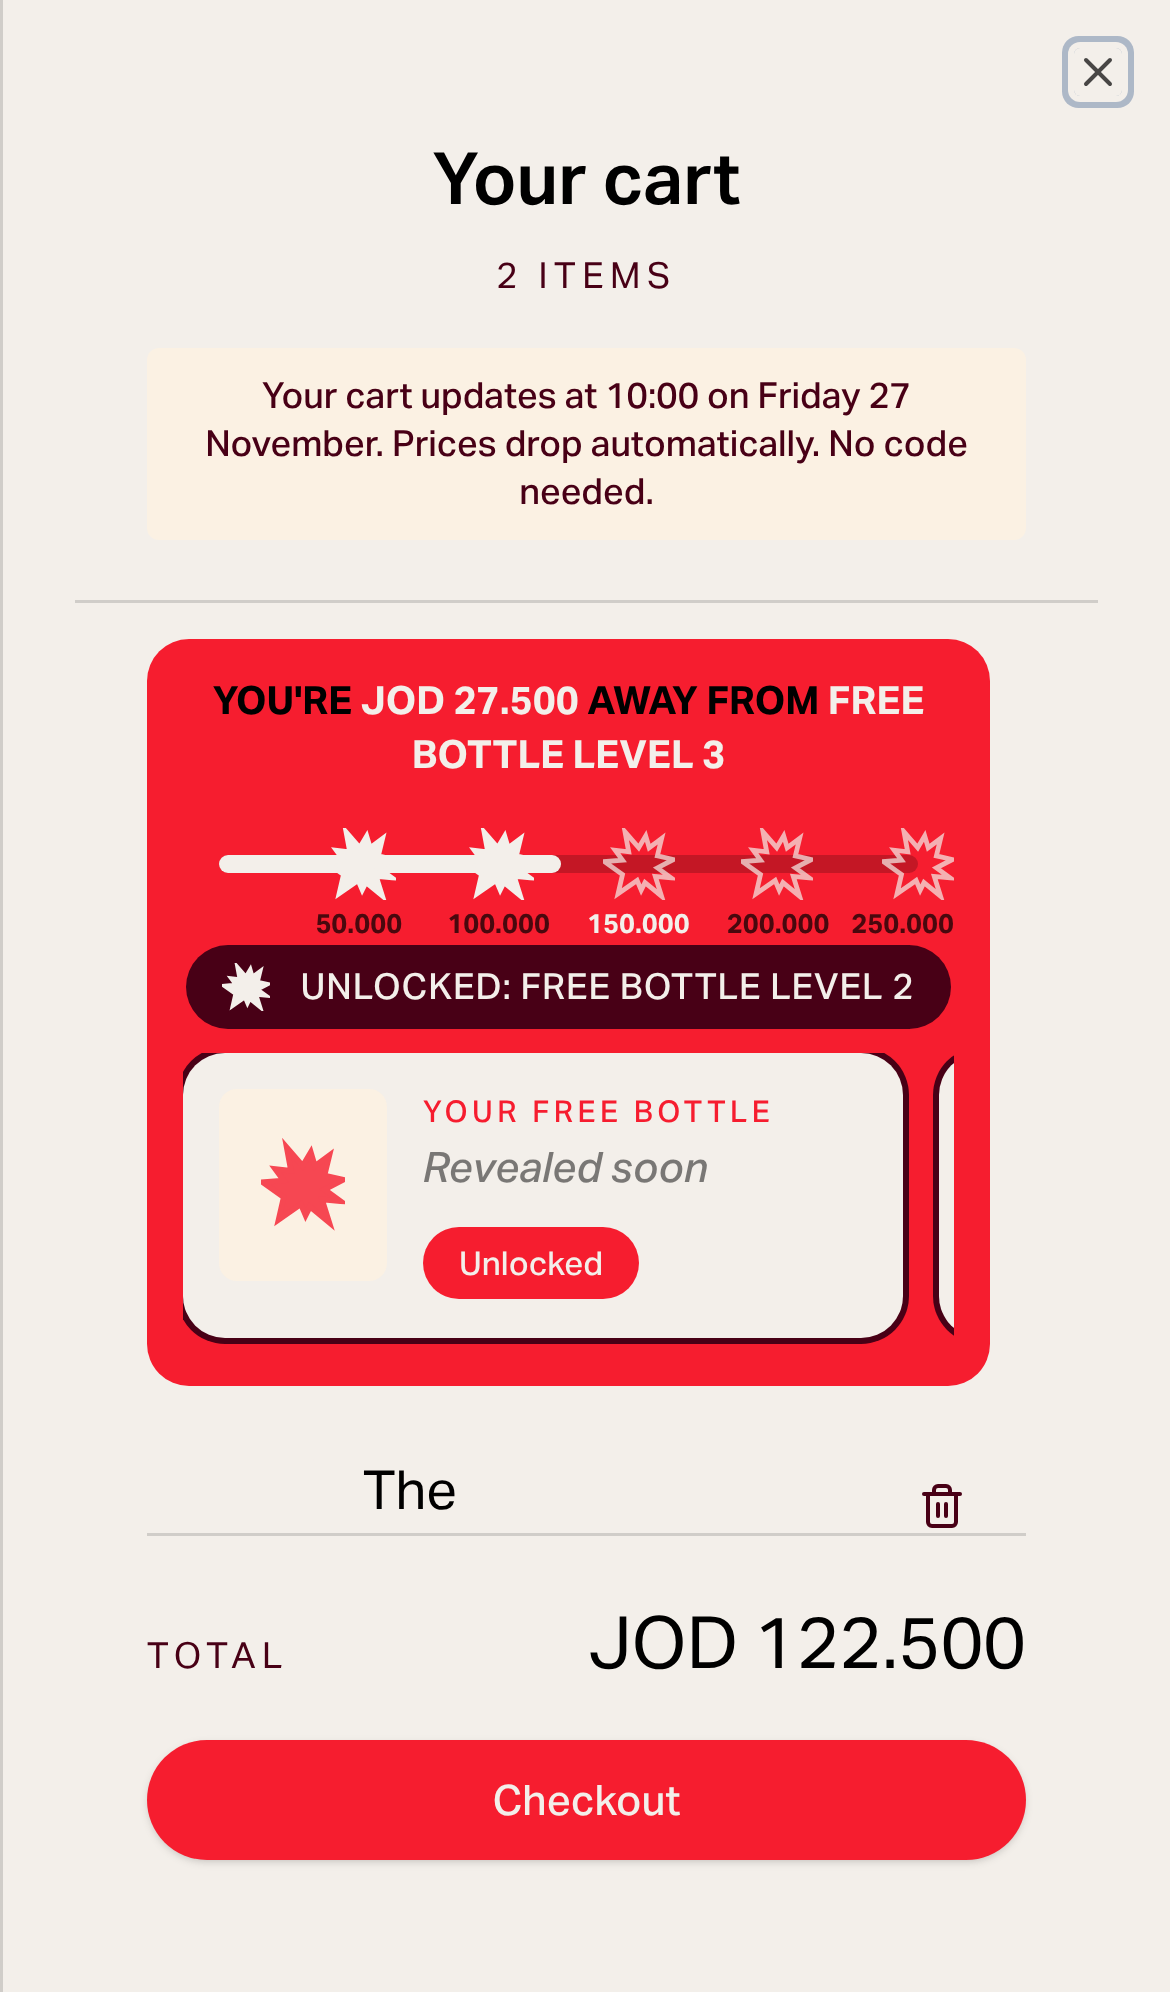 Your cart
2 ITEMS
Your cart updates at 10:00 on Friday 27
November. Prices drop automatically. No code
needed.
YOU'RE JOD 27.500 AWAY FROM FREE
BOTTLE LEVEL 3
50.000 100.000 150.000 200.000 250.000
UNLOCKED: FREE BOTTLE LEVEL 2
YOUR FREE BOTTLE
Revealed soon
Unlocked
The
TOTAL JOD 122.500
Checkout